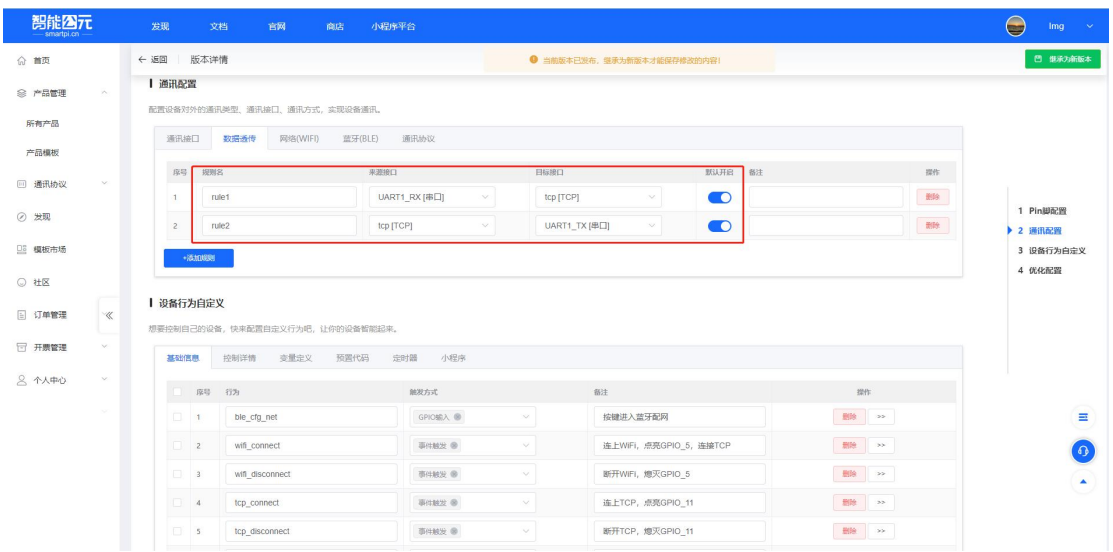 智能公元
smartpi.cn
发现 文档 官网 商店 小程序平台
lmg
首页
产品管理
所有产品
产品模板
通讯协议
发现
模板市场
社区
订单管理
开票管理
个人中心
← 返回 版本详情
当前版本已发布，继承为新版本才能保存修改的内容！
继承为新版本
通讯配置
配置设备对外的通讯类型、通讯接口、通讯方式，实现设备通讯。
通讯接口 数据透传 网络(WIFI) 蓝牙(BLE) 通讯协议
序号 规则名 来源接口 目标接口 默认开启 备注 操作
1 rule1 UART1_RX [串口] tcp [TCP] 删除
2 rule2 tcp [TCP] UART1_TX [串口] 删除
+添加规则
设备行为自定义
想要控制自己的设备，快来配置自定义行为吧，让你的设备智能起来。
基础信息 控制详情 变量定义 预置代码 定时器 小程序
序号 行为 触发方式 备注 操作
1 ble_cfg_net GPIO输入 按键进入蓝牙配网 删除 >>
2 wifi_connect 事件触发 连上WiFi，点亮GPIO_5，连接TCP 删除 >>
3 wifi_disconnect 事件触发 断开WiFi，熄灭GPIO_5 删除 >>
4 tcp_connect 事件触发 连上TCP，点亮GPIO_11 删除 >>
5 tcp_disconnect 事件触发 断开TCP，熄灭GPIO_11 删除 >>
1 Pin脚配置
2 通讯配置
3 设备行为自定义
4 优化配置